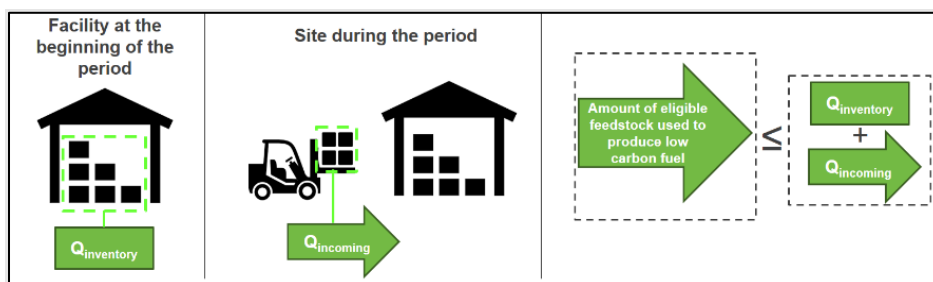 Facility at the
beginning of the
period
Qinventory
Site during the period
Qincoming
Amount of eligible
feedstock used to
produce low
carbon fuel
≤
Qinventory
+
Qincoming